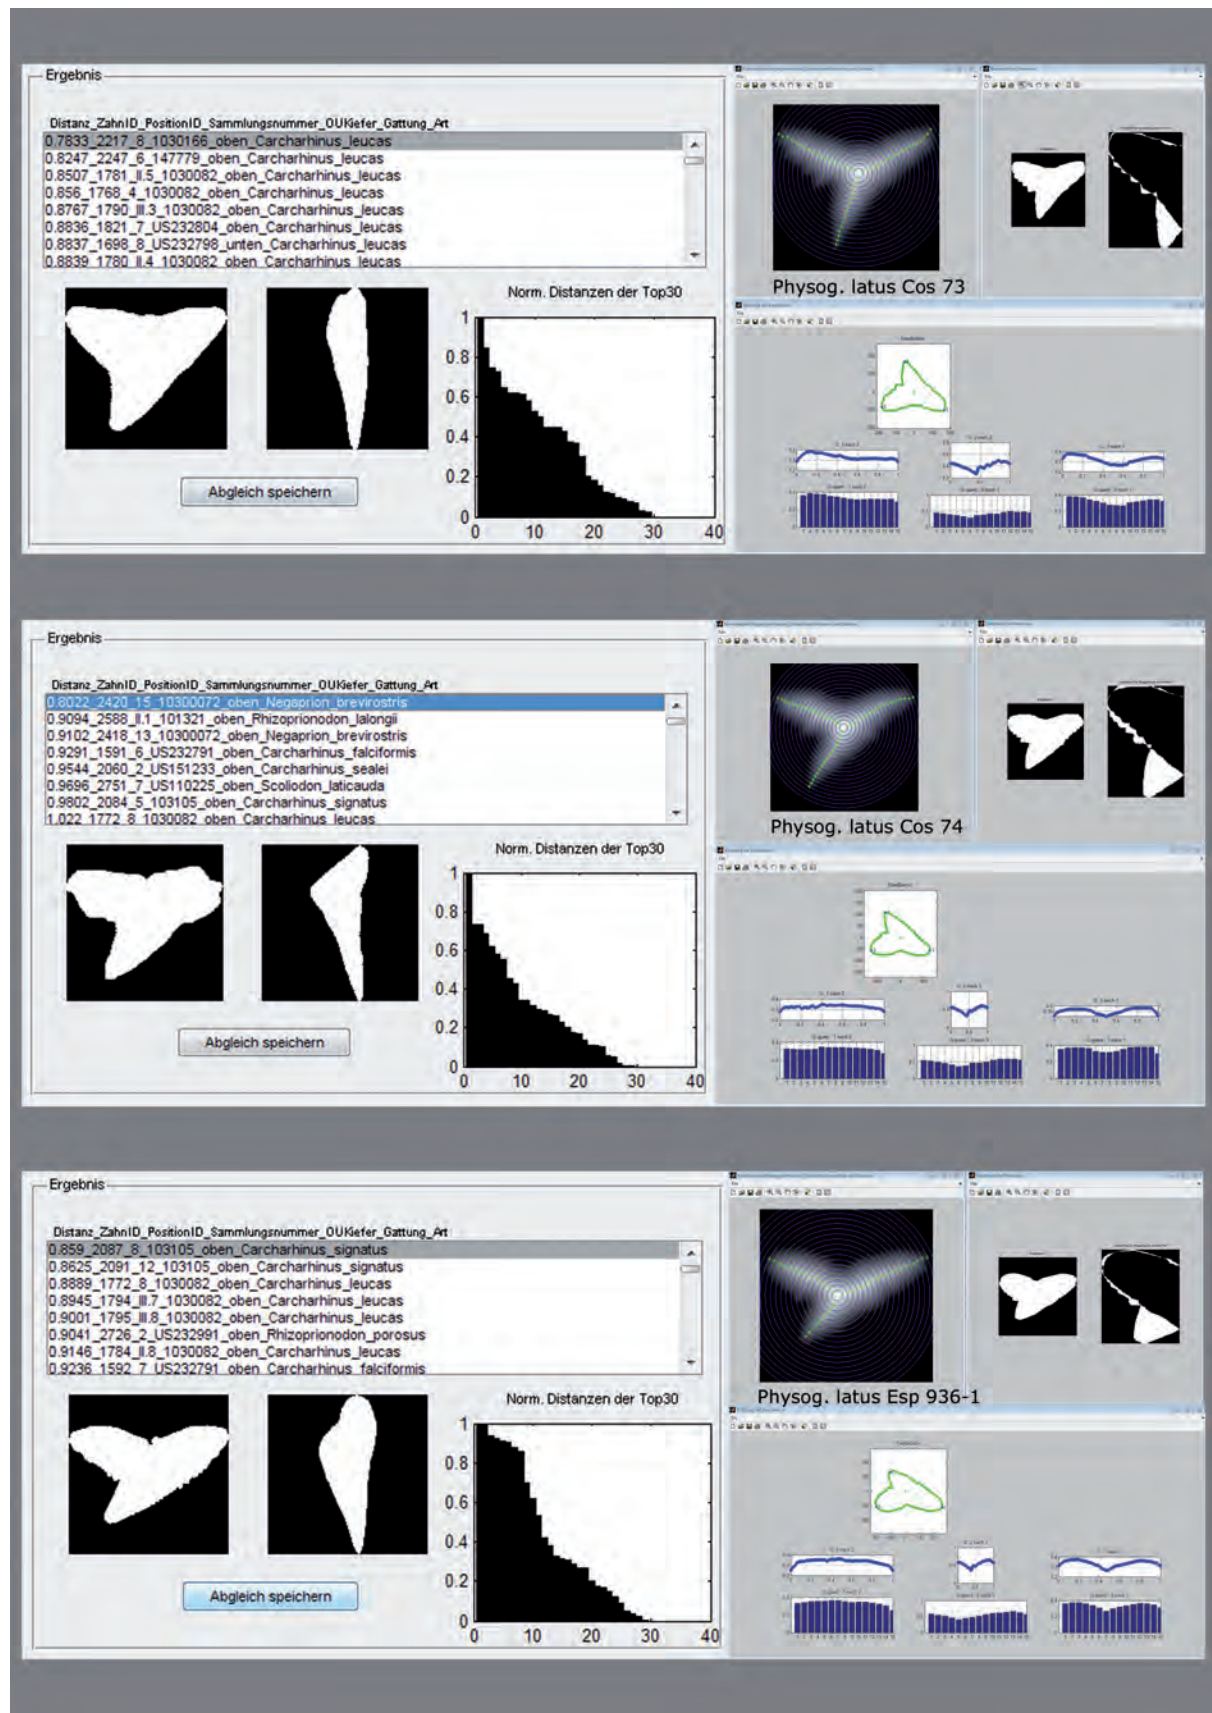 Ergebnis
Distanz_ZahnID_PositionID_Sammlungsnummer_OUKiefer_Gattung_Art
0.7833_2217_8_1030166_oben_Carcharhinus_leucas
0.8247_2247_6_147779_oben_Carcharhinus_leucas
0.8507_1781_II.5_1030082_oben_Carcharhinus_leucas
0.856_1768_4_1030082_oben_Carcharhinus_leucas
0.8767_1790_III.3_1030082_oben_Carcharhinus_leucas
0.8836_1821_7_US232804_oben_Carcharhinus_leucas
0.8837_1698_8_US232798_unten_Carcharhinus_leucas
0.8839_1780_II.4_1030082_oben_Carcharhinus_leucas
Norm. Distanzen der Top30
1
0.8
0.6
0.4
0.2
0
0 10 20 30 40
Abgleich speichern
Physog. latus Cos 73
Ergebnis
Distanz_ZahnID_PositionID_Sammlungsnummer_OUKiefer_Gattung_Art
0.8022_2420_15_10300072_oben_Negaprion_brevirostris
0.9094_2588_II.1_101321_oben_Rhizoprionodon_lalongii
0.9102_2418_13_10300072_oben_Negaprion_brevirostris
0.9291_1591_6_US232791_oben_Carcharhinus_falciformis
0.9544_2060_2_US151233_oben_Carcharhinus_sealei
0.9696_2751_7_US110225_oben_Scoliodon_laticauda
0.9802_2084_5_103105_oben_Carcharhinus_signatus
1.022_1772_8_1030082_oben_Carcharhinus_leucas
Norm. Distanzen der Top30
1
0.8
0.6
0.4
0.2
0
0 10 20 30 40
Abgleich speichern
Physog. latus Cos 74
Ergebnis
Distanz_ZahnID_PositionID_Sammlungsnummer_OUKiefer_Gattung_Art
0.859_2087_8_103105_oben_Carcharhinus_signatus
0.8625_2091_12_103105_oben_Carcharhinus_signatus
0.8889_1772_8_1030082_oben_Carcharhinus_leucas
0.8945_1794_III.7_1030082_oben_Carcharhinus_leucas
0.9001_1795_III.8_1030082_oben_Carcharhinus_leucas
0.9041_2726_2_US232991_oben_Rhizoprionodon_porosus
0.9146_1784_II.8_1030082_oben_Carcharhinus_leucas
0.9236_1592_7_US232791_oben_Carcharhinus_falciformis
Norm. Distanzen der Top30
1
0.8
0.6
0.4
0.2
0
0 10 20 30 40
Abgleich speichern
Physog. latus Esp 936-1